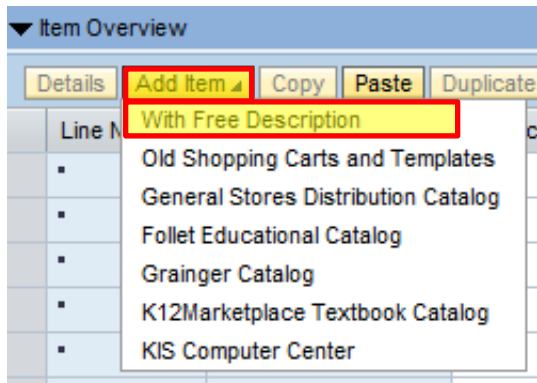 Item Overview
Details Add Item Copy Paste Duplicate
With Free Description
Line N
Old Shopping Carts and Templates
General Stores Distribution Catalog
Follet Educational Catalog
Grainger Catalog
K12Marketplace Textbook Catalog
KIS Computer Center